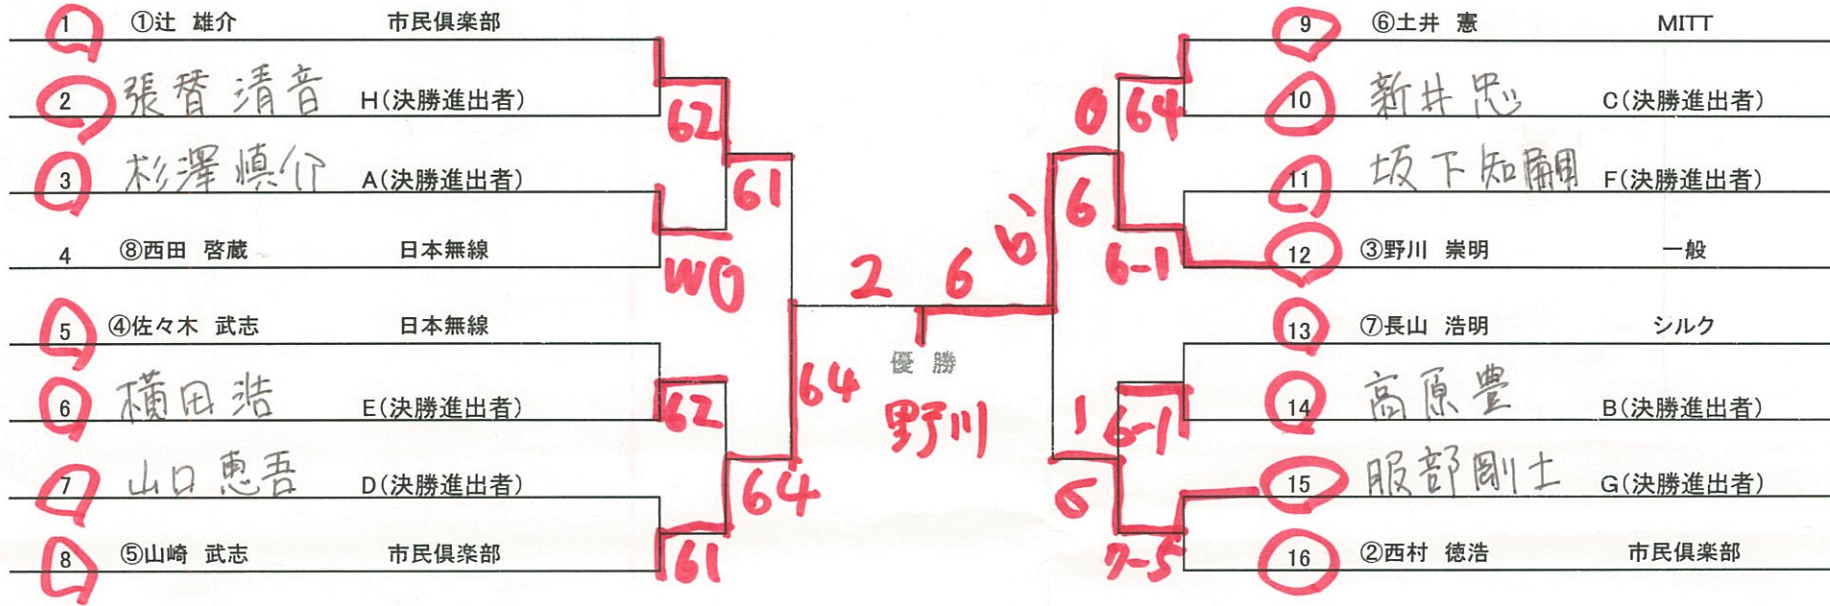 1 ①辻 雄介 市民倶楽部
2 張替 清音 H(決勝進出者)
62
3 杉澤慎介 A(決勝進出者)
61
4 ⑧西田 啓蔵 日本無線
WO
5 ④佐々木 武志 日本無線
6 横田浩 E(決勝進出者)
62
64
7 山口恵吾 D(決勝進出者)
64
8 ⑤山崎 武志 市民倶楽部
61
2 6
優 勝
野川
9 ⑥土井 憲 MITT
10 新井忠 C(決勝進出者)
0 64
11 坂下知嗣 F(決勝進出者)
6
12 ③野川 崇明 一般
6-1
13 ⑦長山 浩明 シルク
14 高原豊 B(決勝進出者)
1 6-1
15 服部剛士 G(決勝進出者)
6
16 ②西村 徳浩 市民倶楽部
7-5